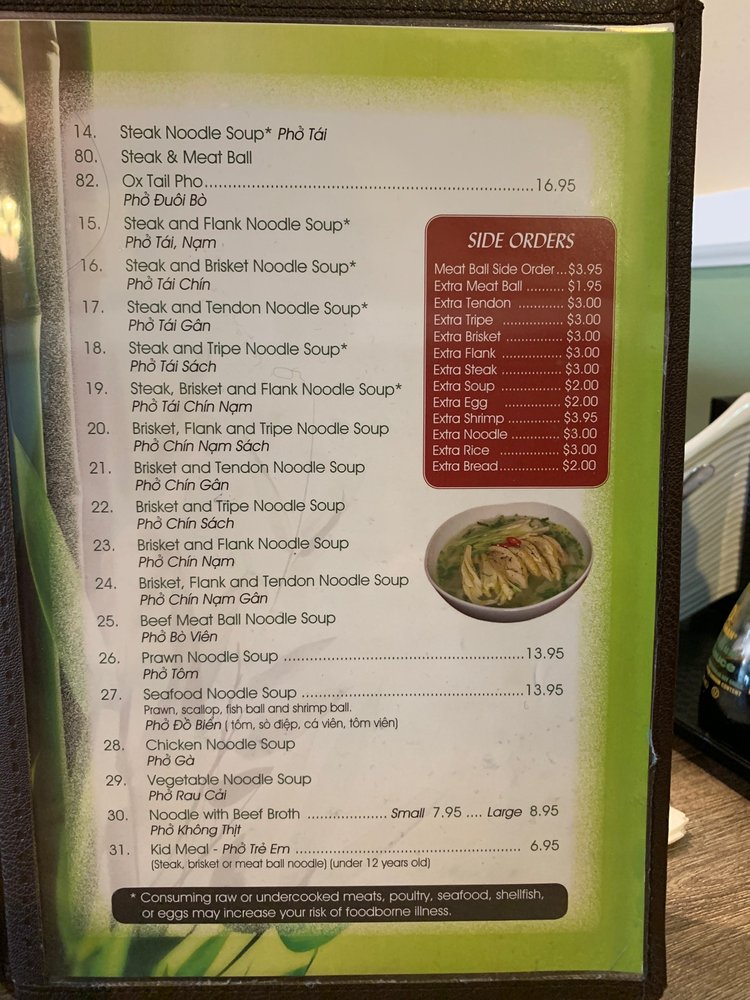 14. Steak Noodle Soup* Phở Tái
80. Steak & Meat Ball
82. Ox Tail Pho..........16.95
Phở Đuôi Bò
15. Steak and Flank Noodle Soup*
Phở Tái, Nạm
16. Steak and Brisket Noodle Soup*
Phở Tái Chín
17. Steak and Tendon Noodle Soup*
Phở Tái Gân
18. Steak and Tripe Noodle Soup*
Phở Tái Sách
19. Steak, Brisket and Flank Noodle Soup*
Phở Tái Chín Nạm
20. Brisket, Flank and Tripe Noodle Soup
Phở Chín Nạm Sách
21. Brisket and Tendon Noodle Soup
Phở Chín Gân
22. Brisket and Tripe Noodle Soup
Phở Chín Sách
23. Brisket and Flank Noodle Soup
Phở Chín Nạm
24. Brisket, Flank and Tendon Noodle Soup
Phở Chín Nạm Gân
25. Beef Meat Ball Noodle Soup
Phở Bò Viên
26. Prawn Noodle Soup ..........13.95
Phở Tôm
27. Seafood Noodle Soup ..........13.95
Prawn, scallop, fish ball and shrimp ball.
Phở Đồ Biển ( tôm, sò điệp, cá viên, tôm viên)
28. Chicken Noodle Soup
Phở Gà
29. Vegetable Noodle Soup
Phở Rau Cải
30. Noodle with Beef Broth .......... Small 7.95 .... Large 8.95
Phở Không Thịt
31. Kid Meal - Phở Trẻ Em .......... 6.95
(Steak, brisket or meat ball noodle) (under 12 years old)
SIDE ORDERS
Meat Ball Side Order...$3.95
Extra Meat Ball .......... $1.95
Extra Tendon .......... $3.00
Extra Tripe .......... $3.00
Extra Brisket .......... $3.00
Extra Flank .......... $3.00
Extra Steak .......... $3.00
Extra Soup .......... $2.00
Extra Egg .......... $2.00
Extra Shrimp .......... $3.95
Extra Noodle .......... $3.00
Extra Rice .......... $3.00
Extra Bread .......... $2.00
* Consuming raw or undercooked meats, poultry, seafood, shellfish,
or eggs may increase your risk of foodborne illness.